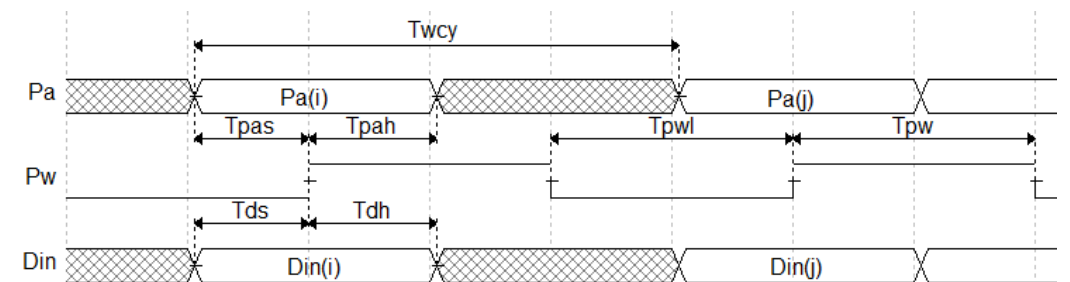 Twcy
Pa Pa(i) Pa(j)
Tpas Tpah Tpwl Tpw
Pw
Tds Tdh
Din Din(i) Din(j)